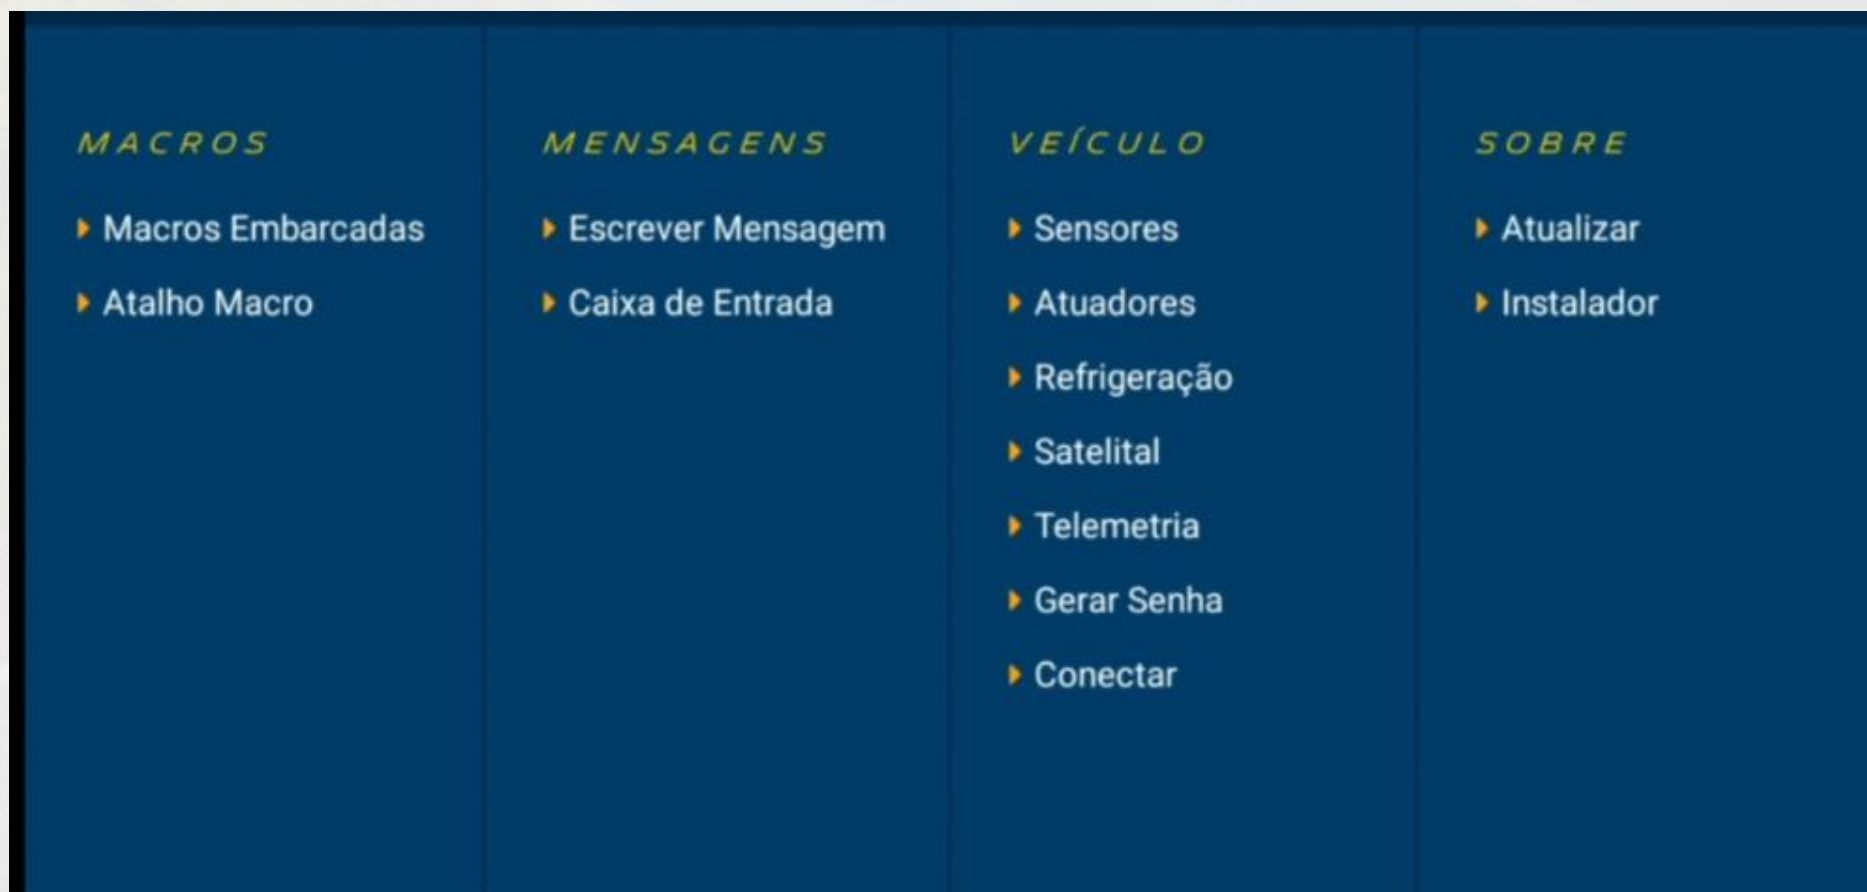 MACROS
Macros Embarcadas
Atalho Macro
MENSAGENS
Escrever Mensagem
Caixa de Entrada
VEÍCULO
Sensores
Atuadores
Refrigeração
Satelital
Telemetria
Gerar Senha
Conectar
SOBRE
Atualizar
Instalador